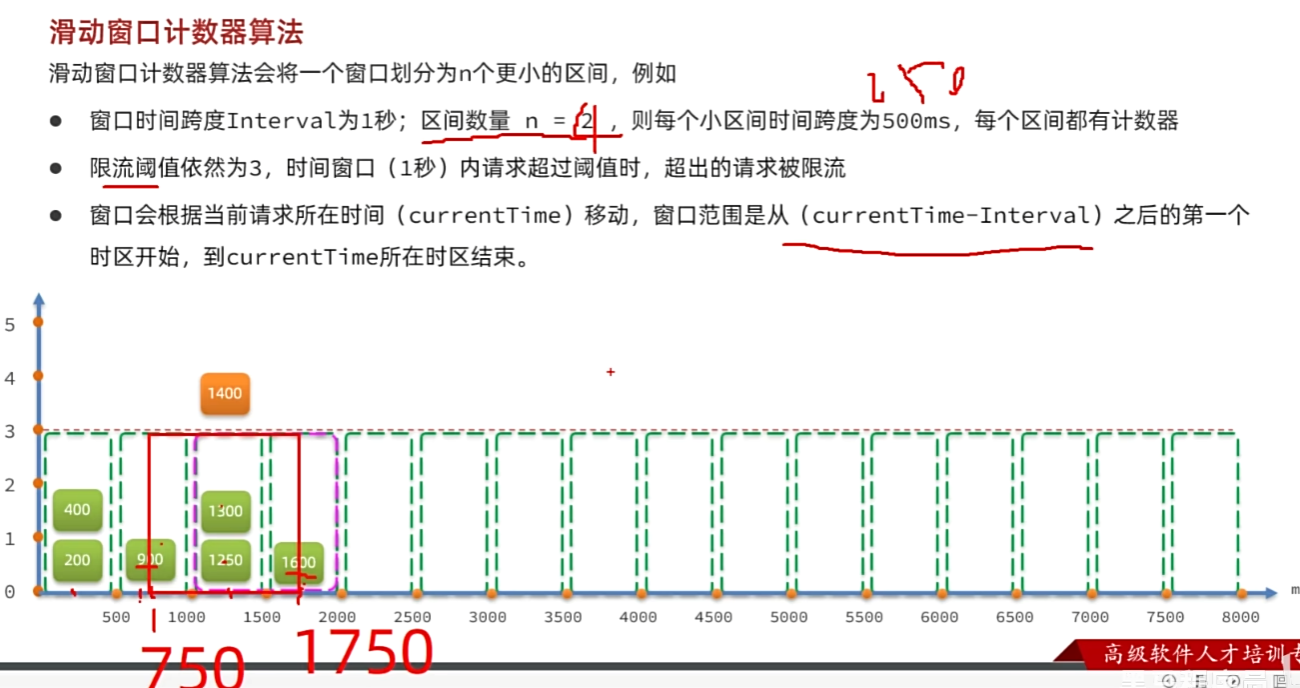 滑动窗口计数器算法
滑动窗口计数器算法会将一个窗口划分为n个更小的区间，例如
250
● 窗口时间跨度Interval为1秒；区间数量 n = 2 ，则每个小区间时间跨度为500ms，每个区间都有计数器
4
● 限流阈值依然为3，时间窗口（1秒）内请求超过阈值时，超出的请求被限流
● 窗口会根据当前请求所在时间（currentTime）移动，窗口范围是从（currentTime-Interval）之后的第一个
时区开始，到currentTime所在时区结束。
5
4
1400
3
2
400
1300
1
200
900
1250
1600
0
m
500 1000 1500 2000 2500 3000 3500 4000 4500 5000 5500 6000 6500 7000 7500 8000
750
1750
高级软件人才培训专